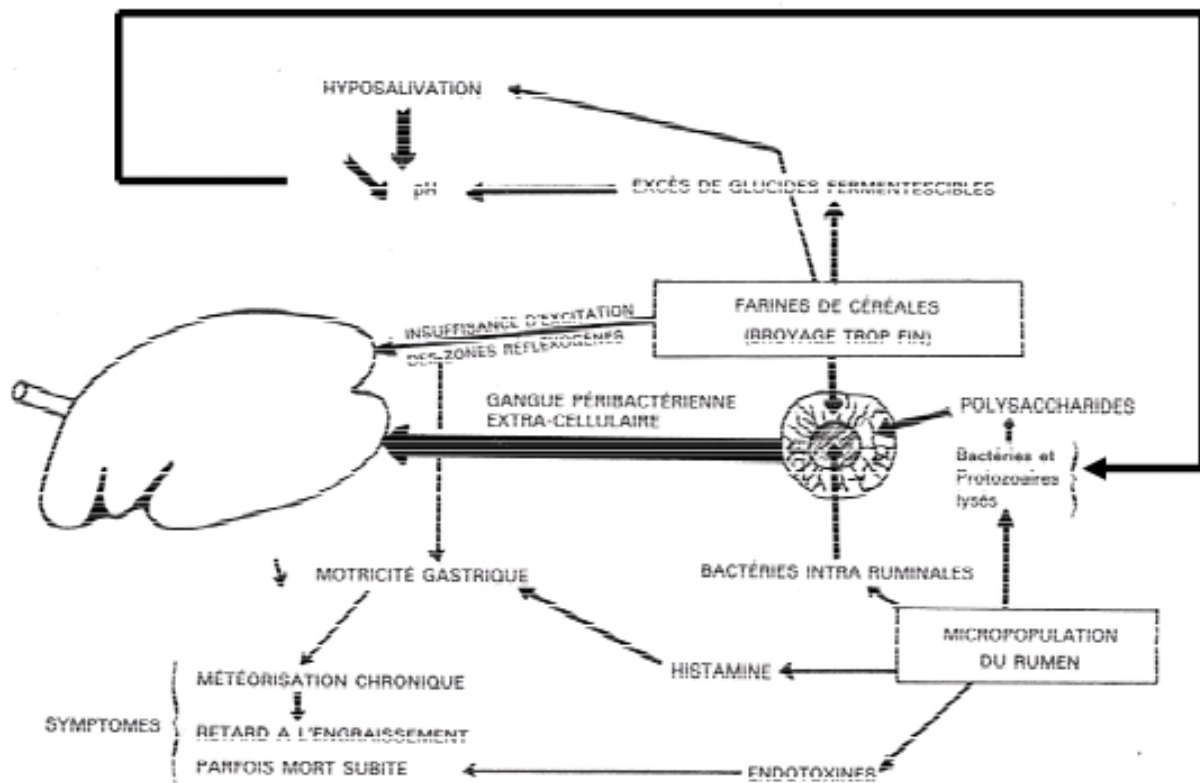 HYPOSALIVATION
pH
EXCÈS DE GLUCIDES FERMENTESCIBLES
FARINES DE CÉRÉALES
(BROYAGE TROP FIN)
INSUFFISANCE D'EXCITATION
DES ZONES RÉFLEXOGÈNES
GANGUE PÉRIBACTÉRIENNE
EXTRA-CELLULAIRE
POLYSACCHARIDES
Bactéries et
Protozoaires
lysés
MOTRICITÉ GASTRIQUE
BACTÉRIES INTRA RUMINALES
MICROPOPULATION
DU RUMEN
HISTAMINE
MÉTÉORISATION CHRONIQUE
SYMPTOMES
RETARD A L'ENGRAISSEMENT
PARFOIS MORT SUBITE
ENDOTOXINES